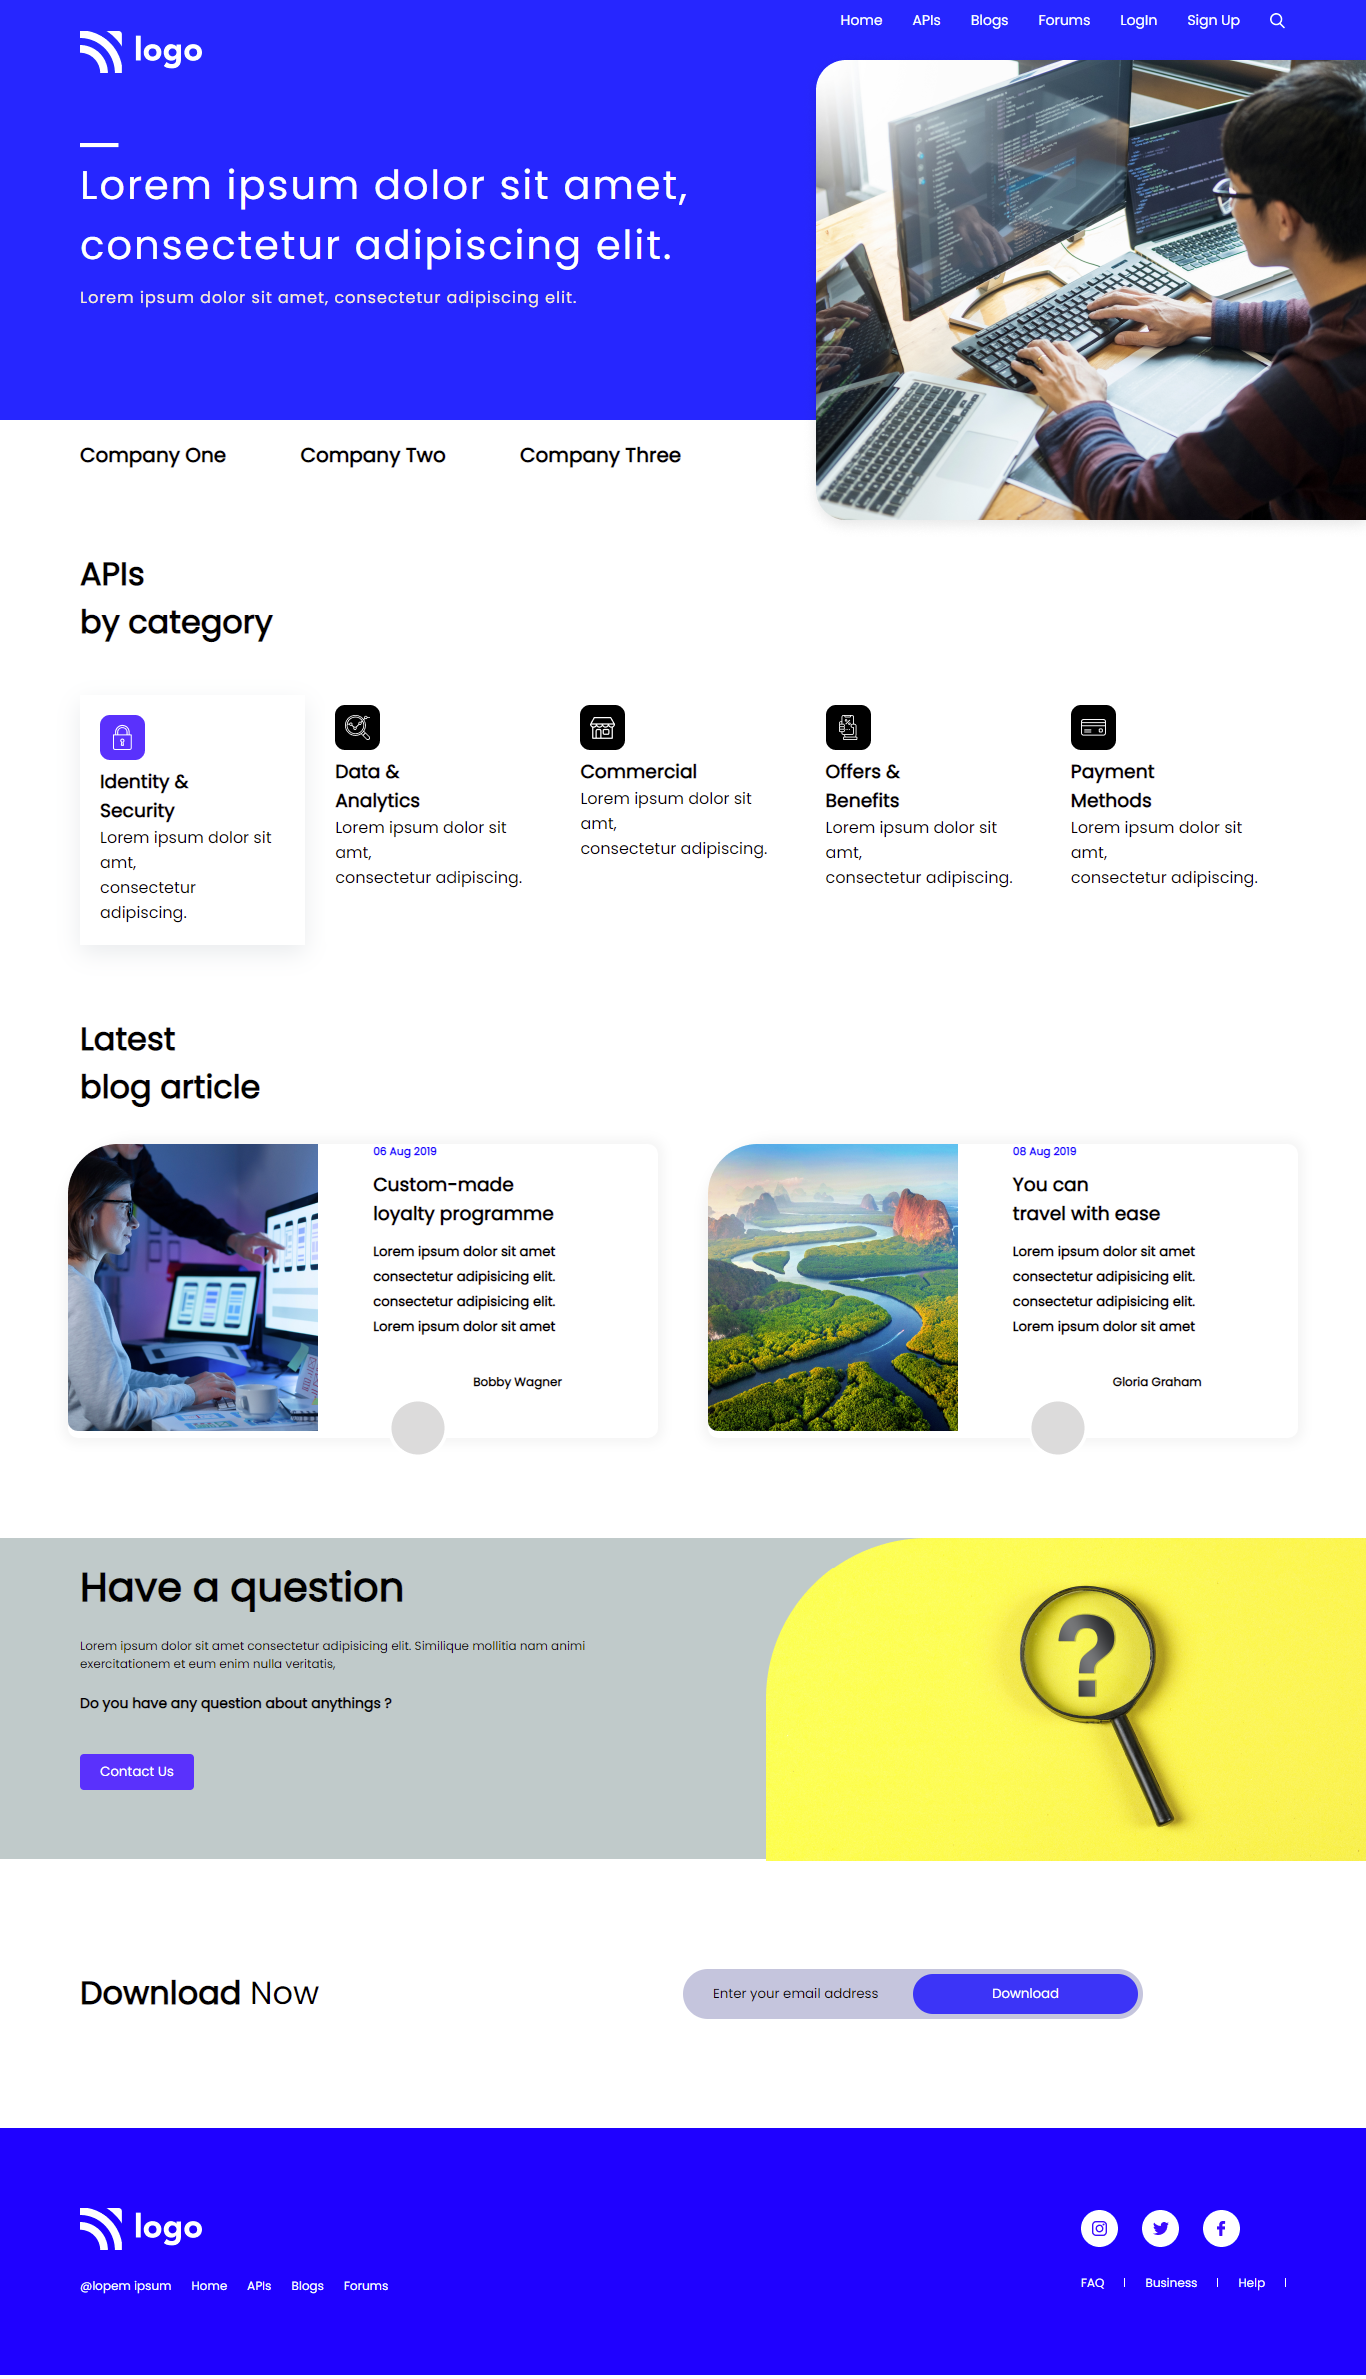 Home APIs Blogs Forums LogIn Sign Up
logo
Lorem ipsum dolor sit amet,
consectetur adipiscing elit.
Lorem ipsum dolor sit amet, consectetur adipiscing elit.
Company One Company Two Company Three
APIs
by category
Identity &
Security
Lorem ipsum dolor sit
amt,
consectetur
adipiscing.
Data &
Analytics
Lorem ipsum dolor sit
amt,
consectetur adipiscing.
Commercial
Lorem ipsum dolor sit
amt,
consectetur adipiscing.
Offers &
Benefits
Lorem ipsum dolor sit
amt,
consectetur adipiscing.
Payment
Methods
Lorem ipsum dolor sit
amt,
consectetur adipiscing.
Latest
blog article
06 Aug 2019
Custom-made
loyalty programme
Lorem ipsum dolor sit amet
consectetur adipisicing elit.
consectetur adipisicing elit.
Lorem ipsum dolor sit amet
Bobby Wagner
08 Aug 2019
You can
travel with ease
Lorem ipsum dolor sit amet
consectetur adipisicing elit.
consectetur adipisicing elit.
Lorem ipsum dolor sit amet
Gloria Graham
Have a question
Lorem ipsum dolor sit amet consectetur adipisicing elit. Similique mollitia nam animi
exercitationem et eum enim nulla veritatis,
Do you have any question about anythings ?
Contact Us
?
Download Now
Enter your email address
Download
logo
@lopem ipsum Home APIs Blogs Forums
FAQ | Business | Help |